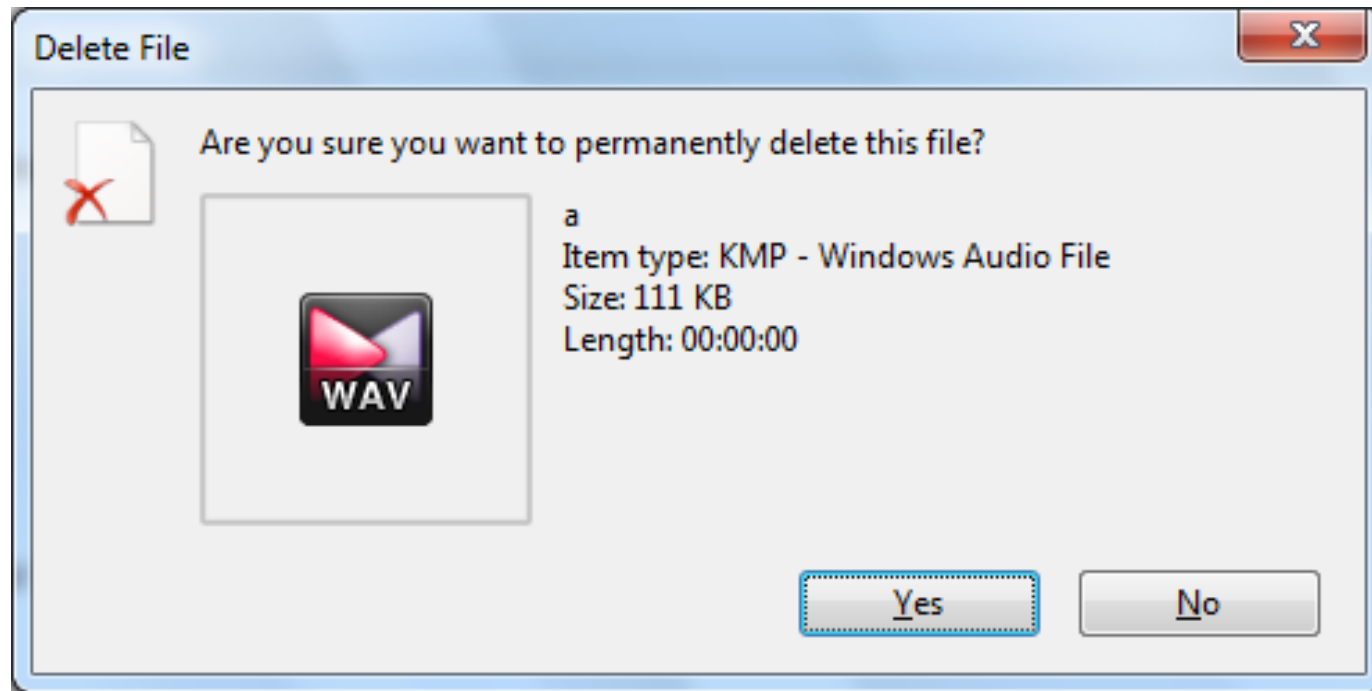 Delete File
Are you sure you want to permanently delete this file?
a
Item type: KMP - Windows Audio File
Size: 111 KB
Length: 00:00:00
WAV
Yes
No